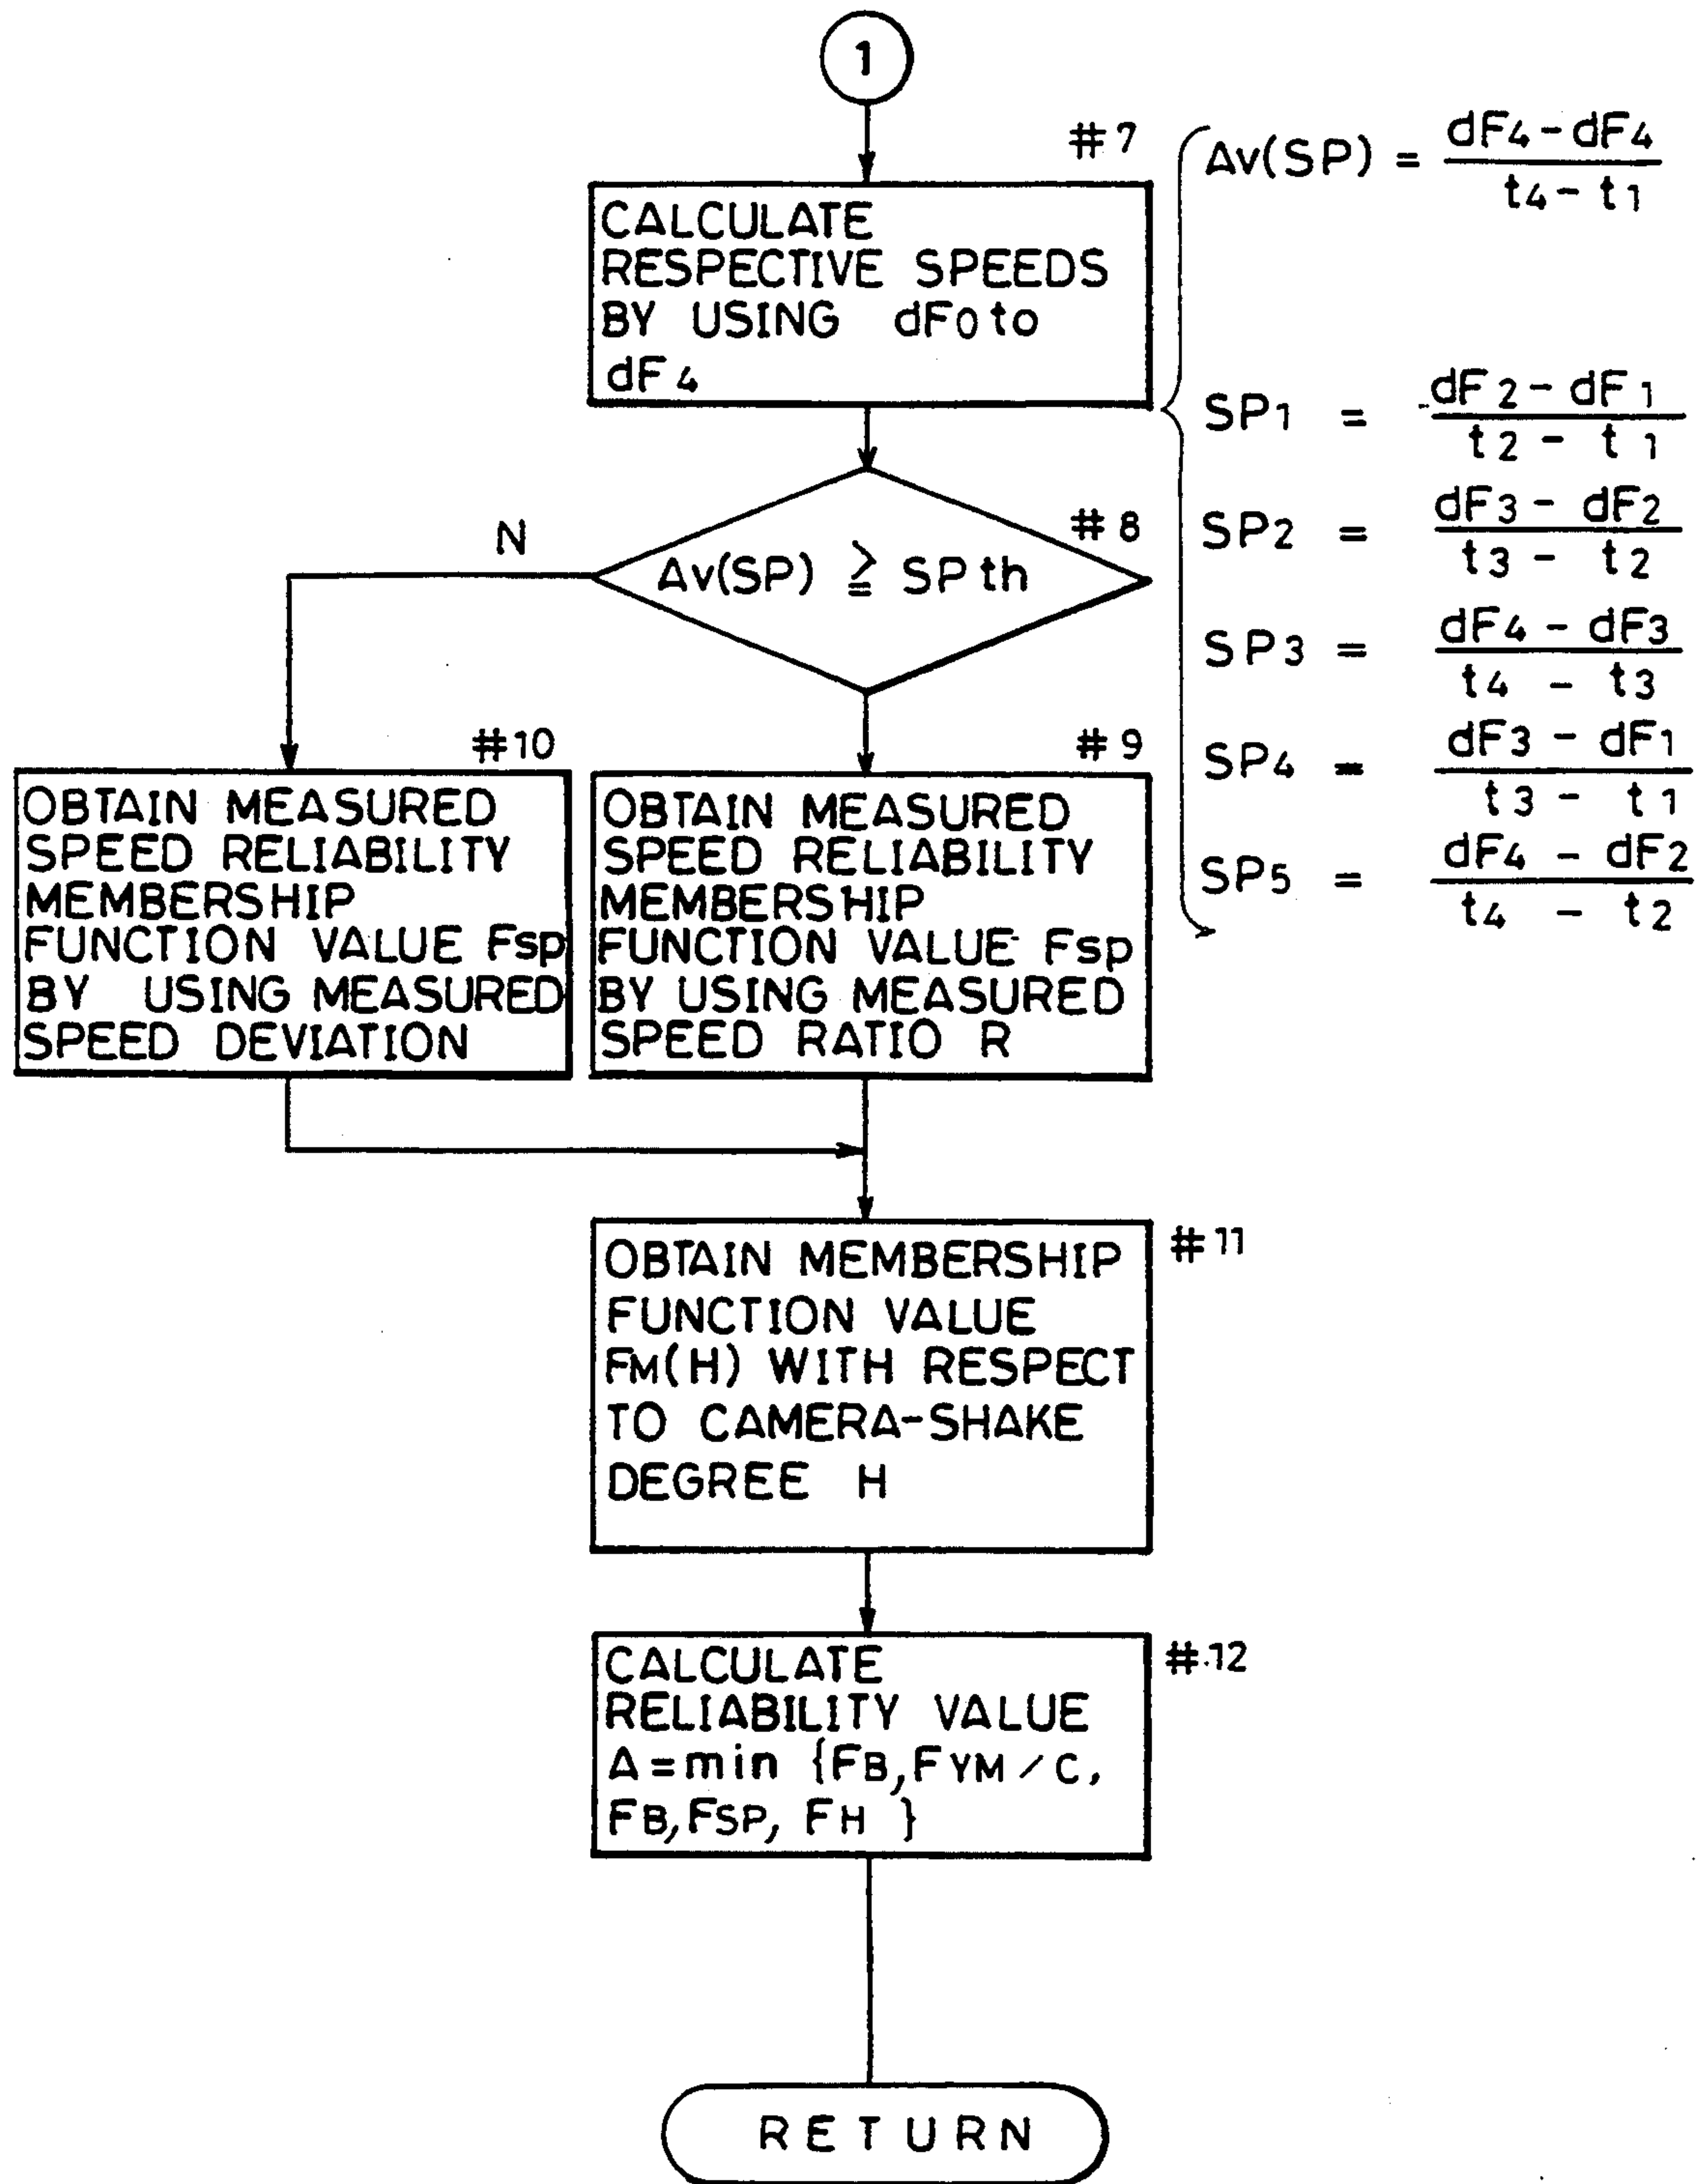 1
#7
CALCULATE
RESPECTIVE SPEEDS
BY USING dF0 to
dF4
Av(SP) = dF4 - dF4 / t4 - t1
SP1 = dF2 - dF1 / t2 - t1
SP2 = dF3 - dF2 / t3 - t2
SP3 = dF4 - dF3 / t4 - t3
SP4 = dF3 - dF1 / t3 - t1
SP5 = dF4 - dF2 / t4 - t2
#8
N
Av(SP) ≧ SPth
#10
OBTAIN MEASURED
SPEED RELIABILITY
MEMBERSHIP
FUNCTION VALUE Fsp
BY USING MEASURED
SPEED DEVIATION
#9
OBTAIN MEASURED
SPEED RELIABILITY
MEMBERSHIP
FUNCTION VALUE Fsp
BY USING MEASURED
SPEED RATIO R
#11
OBTAIN MEMBERSHIP
FUNCTION VALUE
FM(H) WITH RESPECT
TO CAMERA-SHAKE
DEGREE H
#12
CALCULATE
RELIABILITY VALUE
A=min {FB,FYM/C,
FB,FSP, FH }
RETURN